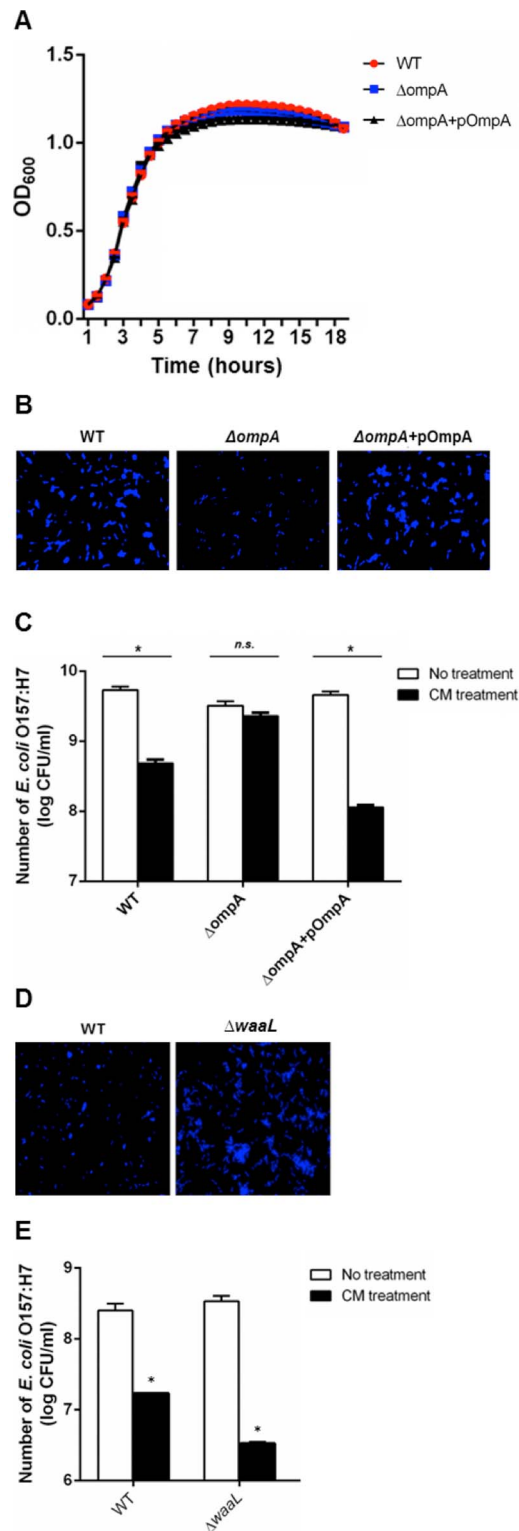 A
1.5
1.0
0.5
0.0
OD600
1 3 5 7 9 12 15 18
Time (hours)
WT
ΔompA
ΔompA+pOmpA
B
WT
ΔompA
ΔompA+pOmpA
C
10
9
8
7
Number of E. coli O157:H7
(log CFU/ml)
*
n.s.
*
No treatment
CM treatment
WT
ΔompA
ΔompA+pOmpA
D
WT
ΔwaaL
E
9
8
7
6
Number of E. coli O157:H7
(log CFU/ml)
*
*
No treatment
CM treatment
WT
ΔwaaL